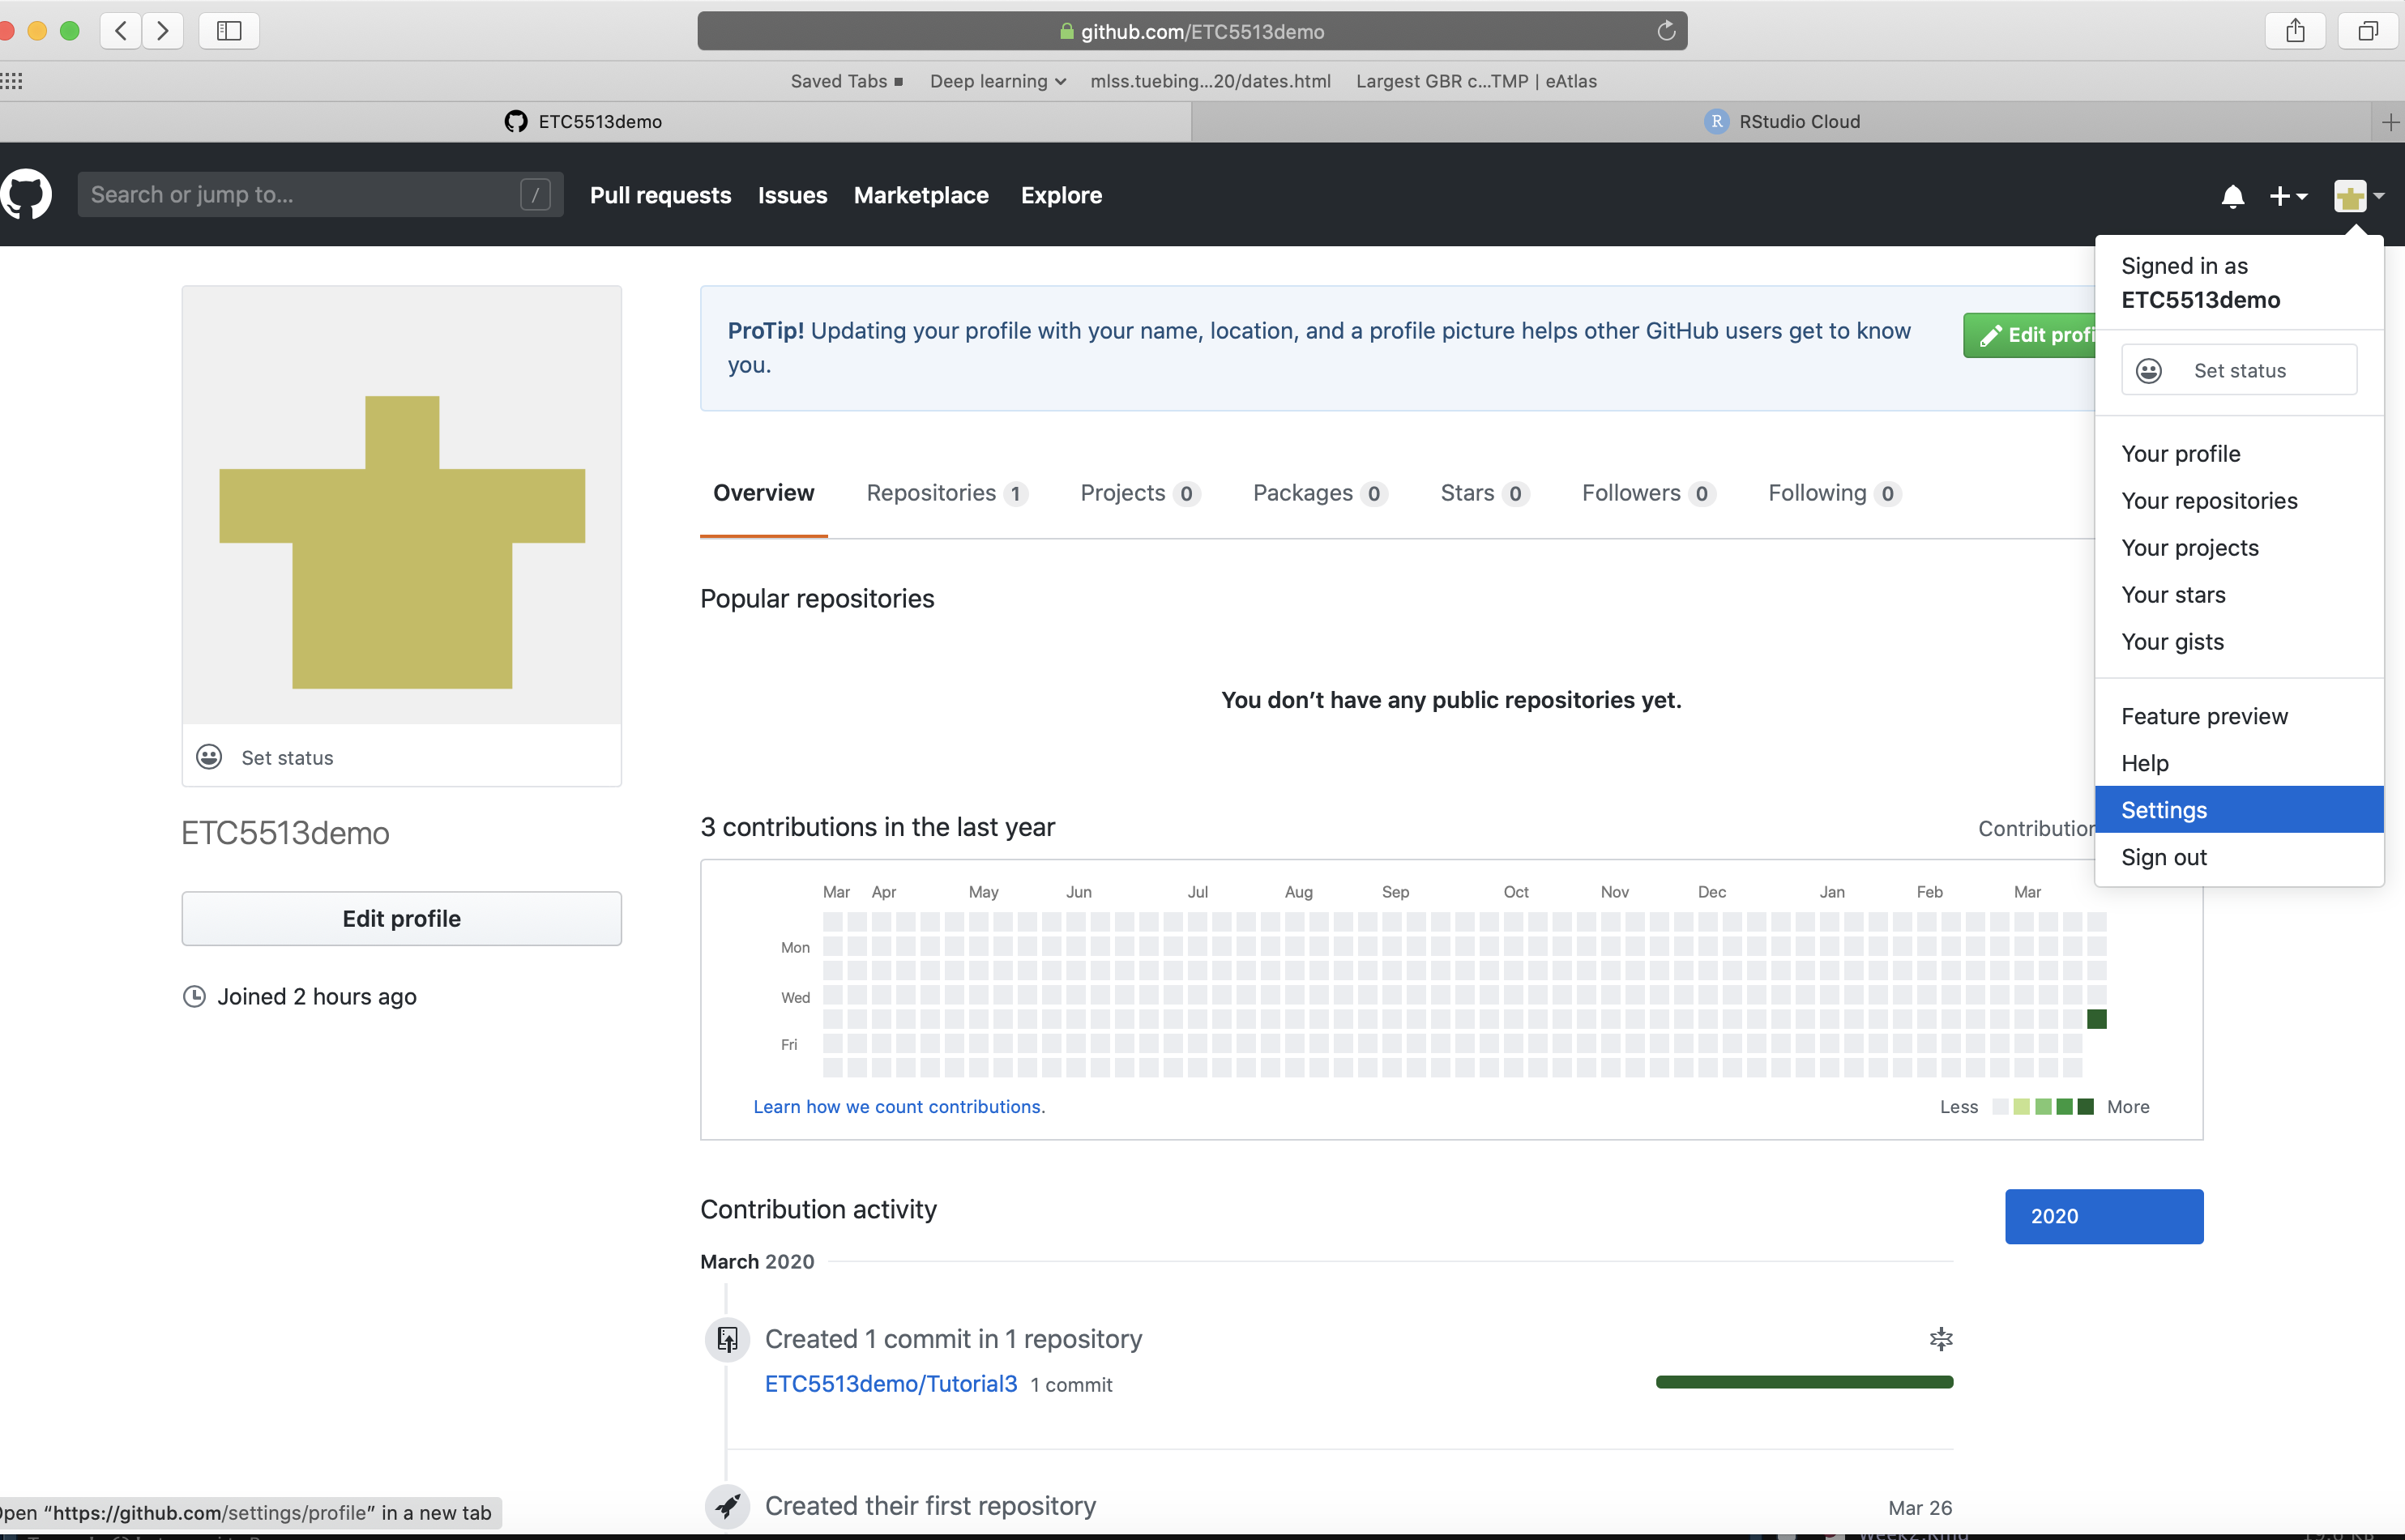 github.com/ETC5513demo
Saved Tabs
Deep learning
mlss.tuebing...20/dates.html
Largest GBR c...TMP | eAtlas
ETC5513demo
R
RStudio Cloud
Search or jump to...
/
Pull requests
Issues
Marketplace
Explore
Signed in as
ETC5513demo
Set status
Your profile
Your repositories
Your projects
Your stars
Your gists
Feature preview
Help
Settings
Sign out
ProTip! Updating your profile with your name, location, and a profile picture helps other GitHub users get to know
you.
Edit profi
Overview
Repositories 1
Projects 0
Packages 0
Stars 0
Followers 0
Following 0
Popular repositories
You don’t have any public repositories yet.
Set status
ETC5513demo
Edit profile
Joined 2 hours ago
3 contributions in the last year
Contribution
Mar Apr May Jun Jul Aug Sep Oct Nov Dec Jan Feb Mar
Mon
Wed
Fri
Learn how we count contributions.
Less
More
Contribution activity
2020
March 2020
Created 1 commit in 1 repository
ETC5513demo/Tutorial3 1 commit
Created their first repository
Mar 26
pen “https://github.com/settings/profile” in a new tab